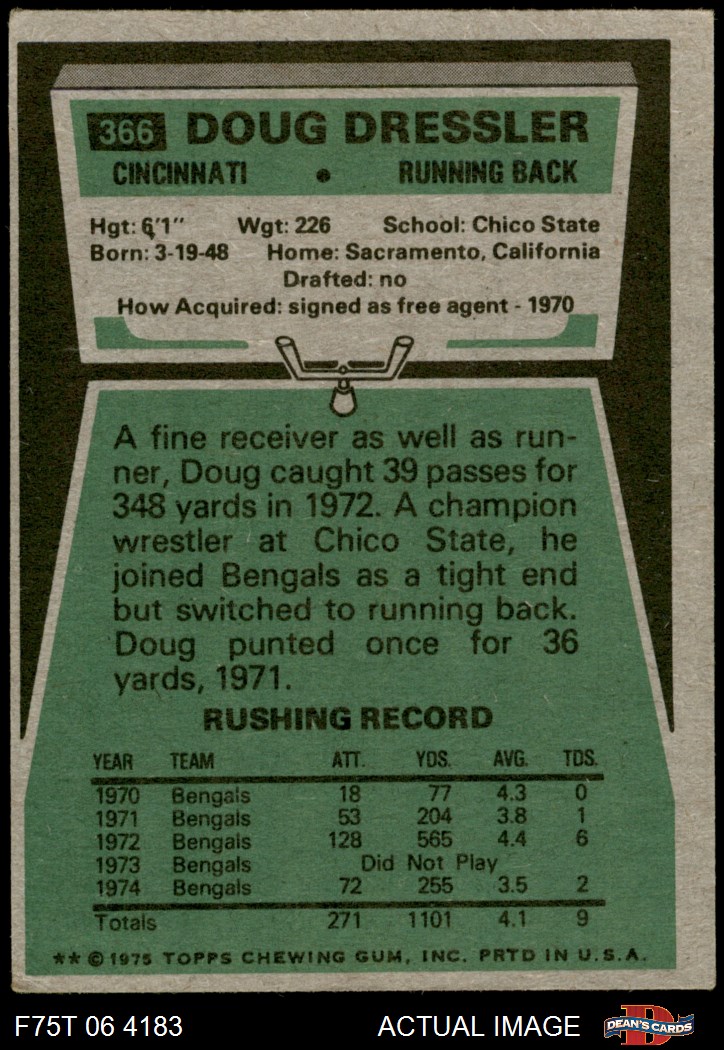 366 DOUG DRESSLER
CINCINNATI • RUNNING BACK
Hgt: 6'1" Wgt: 226 School: Chico State
Born: 3-19-48 Home: Sacramento, California
Drafted: no
How Acquired: signed as free agent - 1970
A fine receiver as well as run-
ner, Doug caught 39 passes for
348 yards in 1972. A champion
wrestler at Chico State, he
joined Bengals as a tight end
but switched to running back.
Doug punted once for 36
yards, 1971.
RUSHING RECORD
YEAR TEAM ATT. YDS. AVG. TDS.
1970 Bengals 18 77 4.3 0
1971 Bengals 53 204 3.8 1
1972 Bengals 128 565 4.4 6
1973 Bengals Did Not Play
1974 Bengals 72 255 3.5 2
Totals 271 1101 4.1 9
** © 1975 TOPPS CHEWING GUM, INC. PRTD IN U.S.A.
F75T 06 4183 ACTUAL IMAGE D DEAN'S CARDS